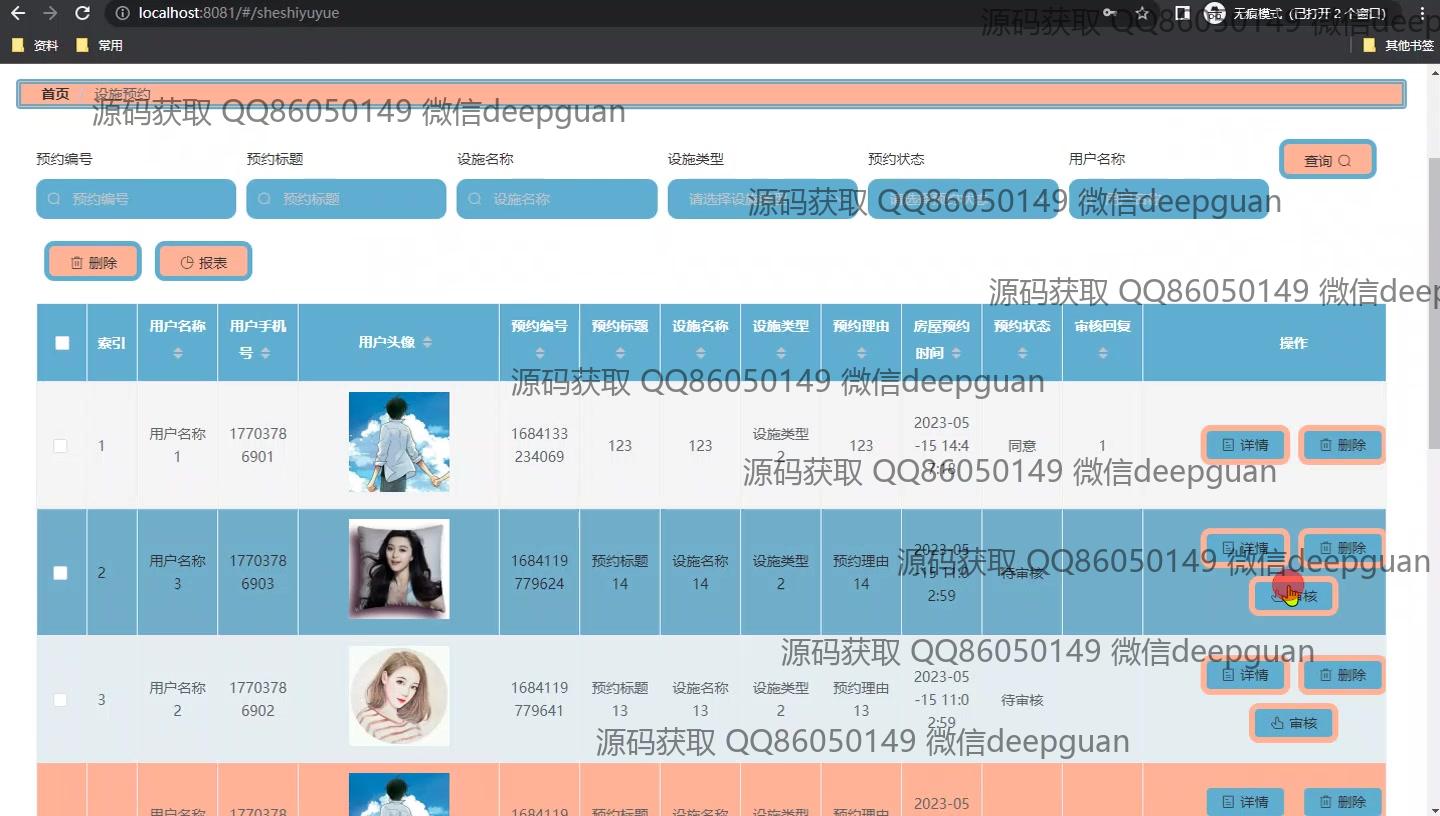 localhost:8081/#/sheshiyuyue
无痕模式 (已打开 2 个窗口)
源码获取 QQ86050149 微信deep
资料
常用
其他书签
首页
设施预约
源码获取 QQ86050149 微信deepguan
预约编号 预约标题 设施名称 设施类型 预约状态 用户名称
查询
预约编号 预约标题 设施名称 请选择设施
源码获取 QQ86050149 微信deepguan
删除 报表
源码获取 QQ86050149 微信deep
索引 用户名称 用户手机号 用户头像 预约编号 预约标题 设施名称 设施类型 预约理由 房屋预约时间 预约状态 审核回复 操作
源码获取 QQ86050149 微信deepguan
1 用户名称1 17703786901 1684133234069 123 123 设施类型2 123 2023-05-15 14:47:18 同意 1 详情 删除
源码获取 QQ86050149 微信deepguan
2 用户名称3 17703786903 1684119779624 预约标题14 设施名称14 设施类型2 预约理由14 2023-05-15 11:02:59 待审核 详情 删除
源码获取 QQ86050149 微信deepguan
核
源码获取 QQ86050149 微信deepguan
3 用户名称2 17703786902 1684119779641 预约标题13 设施名称13 设施类型2 预约理由13 2023-05-15 11:02:59 待审核 详情 删除
审核
源码获取 QQ86050149 微信deepguan
用户名称 1770378 1684119 预约标题 设施名称 设施类型 预约理由 2023-05 详情 删除